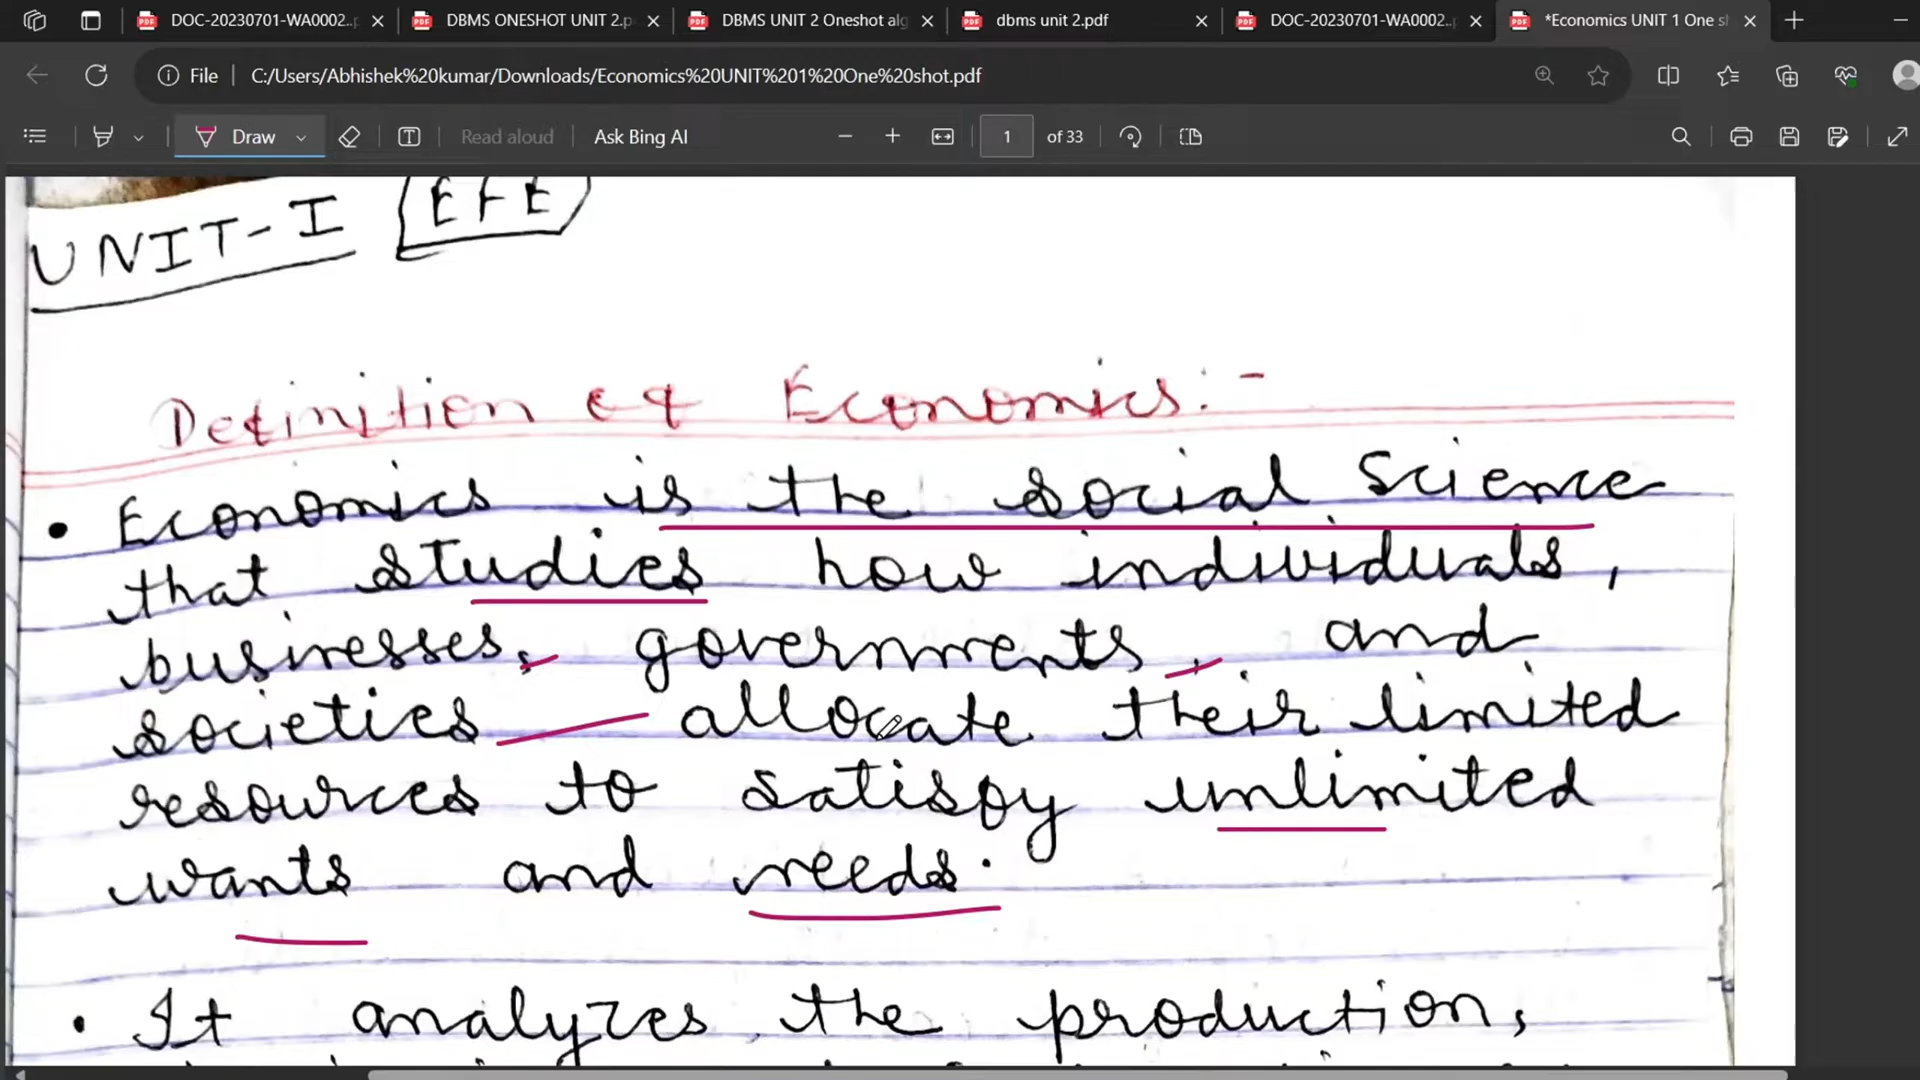 DOC-20230701-WA0002..p
DBMS ONESHOT UNIT 2.p
DBMS UNIT 2 Oneshot alg
dbms unit 2.pdf
DOC-20230701-WA0002..p
*Economics UNIT 1 One sh
File C:/Users/Abhishek%20kumar/Downloads/Economics%20UNIT%201%20One%20shot.pdf
Draw Read aloud Ask Bing AI 1 of 33
UNIT-I EFE
Definition of Economics:-
• Economics is the social Science
that studies how individuals,
businesses, governments, and
societies allocate their limited
resources to satisfy unlimited
wants and needs.
• It analyzes the production,